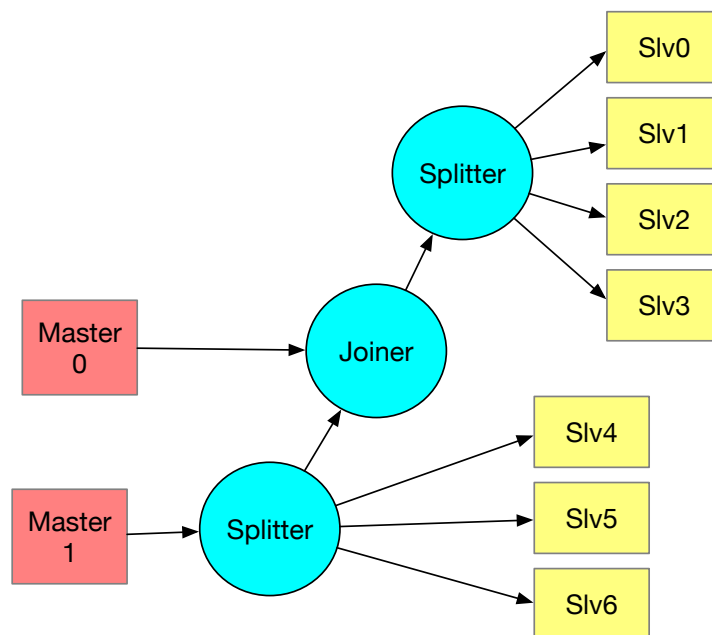 Slv0
Slv1
Splitter
Slv2
Slv3
Master
0
Joiner
Slv4
Master
1
Splitter
Slv5
Slv6